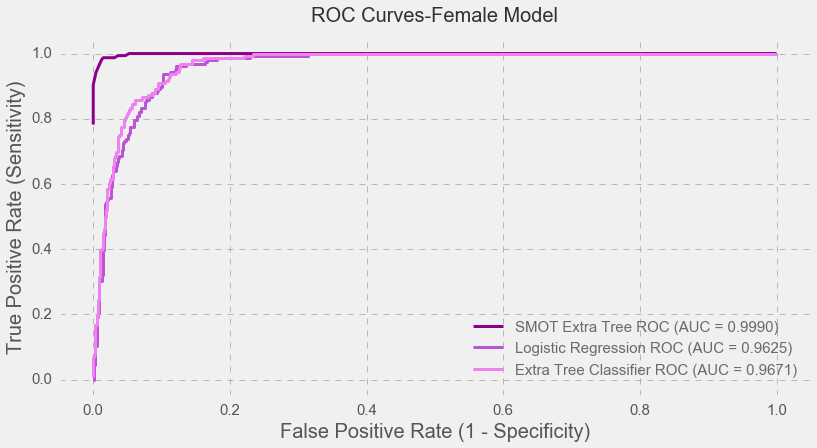 ROC Curves-Female Model
True Positive Rate (Sensitivity)
1.0
0.8
0.6
0.4
0.2
0.0
SMOT Extra Tree ROC (AUC = 0.9990)
Logistic Regression ROC (AUC = 0.9625)
Extra Tree Classifier ROC (AUC = 0.9671)
0.0 0.2 0.4 0.6 0.8 1.0
False Positive Rate (1 - Specificity)